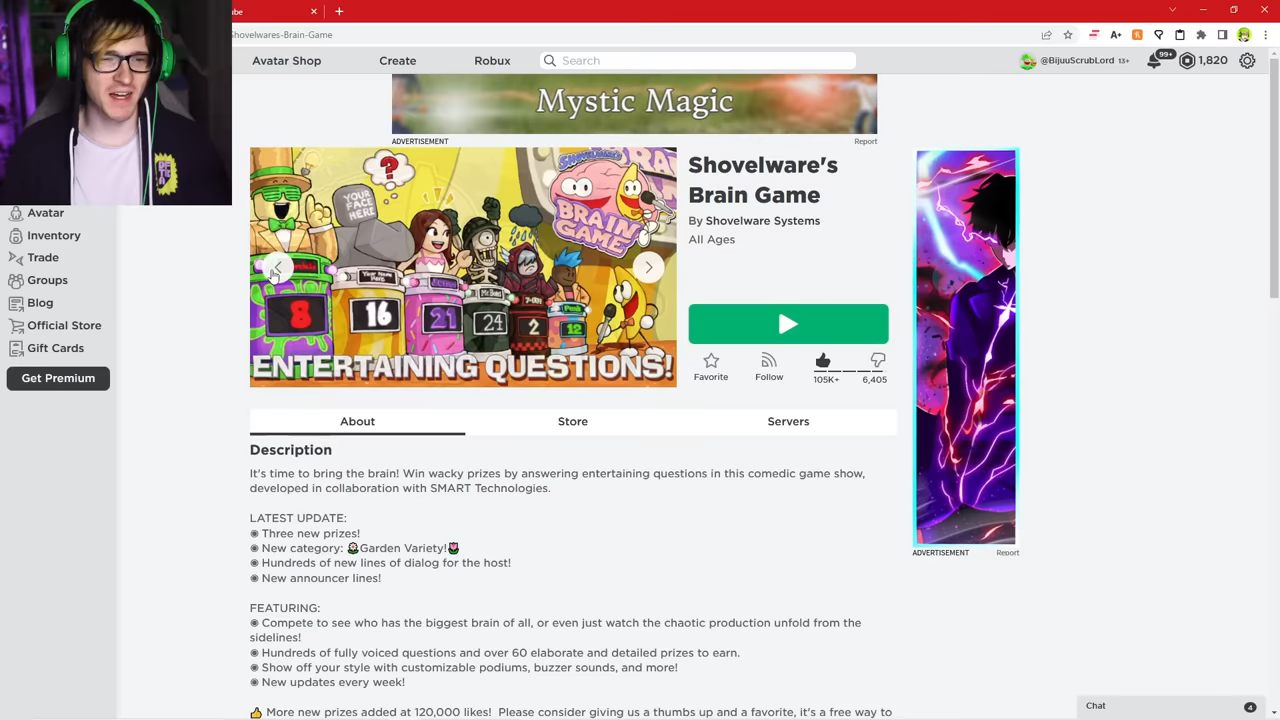 be
Shovelwares-Brain-Game
Avatar Shop
Create
Robux
Search
@BijuuScrubLord 13+
99+
1,820
Mystic Magic
ADVERTISEMENT
Report
Avatar
Inventory
Trade
Groups
Blog
Official Store
Gift Cards
Get Premium
?
YOUR
FACE
HERE
SHOVELWARE'S
BRAIN
GAME
8
16
21
24
2
12
ENTERTAINING QUESTIONS!
Shovelware's
Brain Game
By Shovelware Systems
All Ages
Favorite
Follow
105K+
6,405
About
Store
Servers
Description
It's time to bring the brain! Win wacky prizes by answering entertaining questions in this comedic game show,
developed in collaboration with SMART Technologies.
LATEST UPDATE:
◉ Three new prizes!
◉ New category: 🌼Garden Variety!🌷
◉ Hundreds of new lines of dialog for the host!
◉ New announcer lines!
FEATURING:
◉ Compete to see who has the biggest brain of all, or even just watch the chaotic production unfold from the
sidelines!
◉ Hundreds of fully voiced questions and over 60 elaborate and detailed prizes to earn.
◉ Show off your style with customizable podiums, buzzer sounds, and more!
◉ New updates every week!
👍 More new prizes added at 120,000 likes! Please consider giving us a thumbs up and a favorite, it's a free way to
ADVERTISEMENT
Report
Chat
4